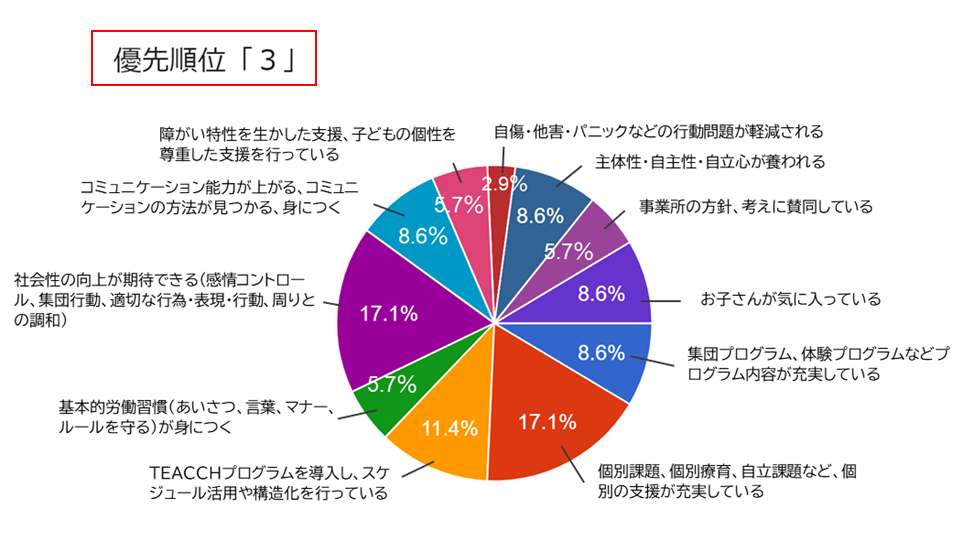 優先順位「３」
障がい特性を生かした支援、子どもの個性を
尊重した支援を行っている
自傷・他害・パニックなどの行動問題が軽減される
主体性・自主性・自立心が養われる
コミュニケーション能力が上がる、コミュニ
ケーションの方法が見つかる、身につく
事業所の方針、考えに賛同している
社会性の向上が期待できる（感情コントロー
ル、集団行動、適切な行為・表現・行動、周りと
の調和）
お子さんが気に入っている
集団プログラム、体験プログラムなどプ
ログラム内容が充実している
基本的労働習慣（あいさつ、言葉、マナー、
ルールを守る）が身につく
TEACCHプログラムを導入し、スケ
ジュール活用や構造化を行っている
個別課題、個別療育、自立課題など、個
別の支援が充実している
2.9%
8.6%
5.7%
8.6%
8.6%
17.1%
11.4%
5.7%
17.1%
8.6%
5.7%